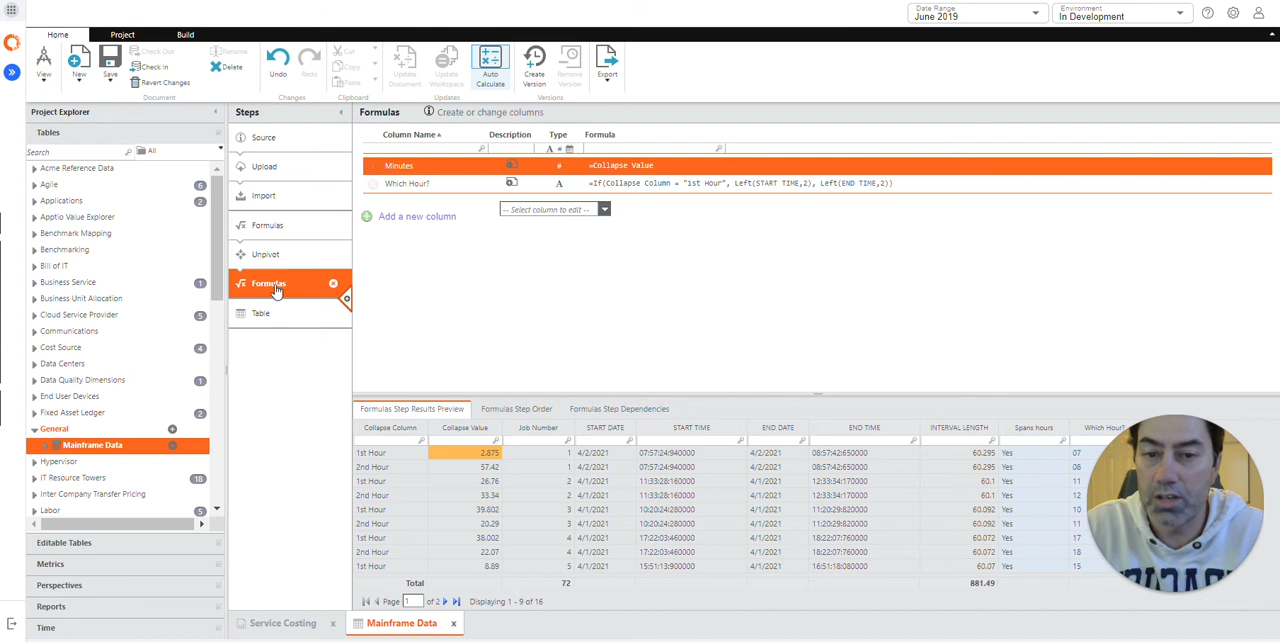 Date Range
June 2019
Environment
In Development
Home
Project
Build
View
New
Save
Check Out
Check In
Revert Changes
Rename
Delete
Document
Undo
Redo
Changes
Cut
Copy
Paste
Clipboard
Update Document
Update Workspace
Auto Calculate
Updates
Create Version
Remove Version
Versions
Export
Project Explorer
Tables
Search
All
Acme Reference Data
Agile 6
Applications 2
Apptio Value Explorer
Benchmark Mapping
Benchmarking
Bill of IT
Business Service 1
Business Unit Allocation
Cloud Service Provider 5
Communications
Cost Source 4
Data Centers
Data Quality Dimensions 1
End User Devices
Fixed Asset Ledger 2
General
Mainframe Data
Hypervisor
IT Resource Towers 18
Inter Company Transfer Pricing
Labor 5
Editable Tables
Metrics
Perspectives
Reports
Time
Steps
Source
Upload
Import
Formulas
Unpivot
Formulas
Table
Formulas Create or change columns
Column Name Description Type Formula
A #
Minutes # =Collapse Value
Which Hour? A =If(Collapse Column = "1st Hour", Left(START TIME,2), Left(END TIME,2))
Add a new column
-- Select column to edit --
Formulas Step Results Preview Formulas Step Order Formulas Step Dependencies
Collapse Column Collapse Value Job Number START DATE START TIME END DATE END TIME INTERVAL LENGTH Spans hours Which Hour?
1st Hour 2.875 1 4/2/2021 07:57:24:940000 4/2/2021 08:57:42:650000 60.295 Yes 07
2nd Hour 57.42 1 4/2/2021 07:57:24:940000 4/2/2021 08:57:42:650000 60.295 Yes 08
1st Hour 26.76 2 4/1/2021 11:33:28:160000 4/1/2021 12:33:34:170000 60.1 Yes 11
2nd Hour 33.34 2 4/1/2021 11:33:28:160000 4/1/2021 12:33:34:170000 60.1 Yes 12
1st Hour 39.802 3 4/1/2021 10:20:24:280000 4/1/2021 11:20:29:820000 60.092 Yes 10
2nd Hour 20.29 3 4/1/2021 10:20:24:280000 4/1/2021 11:20:29:820000 60.092 Yes 11
1st Hour 38.002 4 4/1/2021 17:22:03:460000 4/1/2021 18:22:07:760000 60.072 Yes 17
2nd Hour 22.07 4 4/1/2021 17:22:03:460000 4/1/2021 18:22:07:760000 60.072 Yes 18
1st Hour 8.89 5 4/1/2021 15:51:13:900000 4/1/2021 16:51:18:080000 60.07 Yes 15
Total 72 881.49
Page 1 of 2 Displaying 1 - 9 of 16
Service Costing x
Mainframe Data x